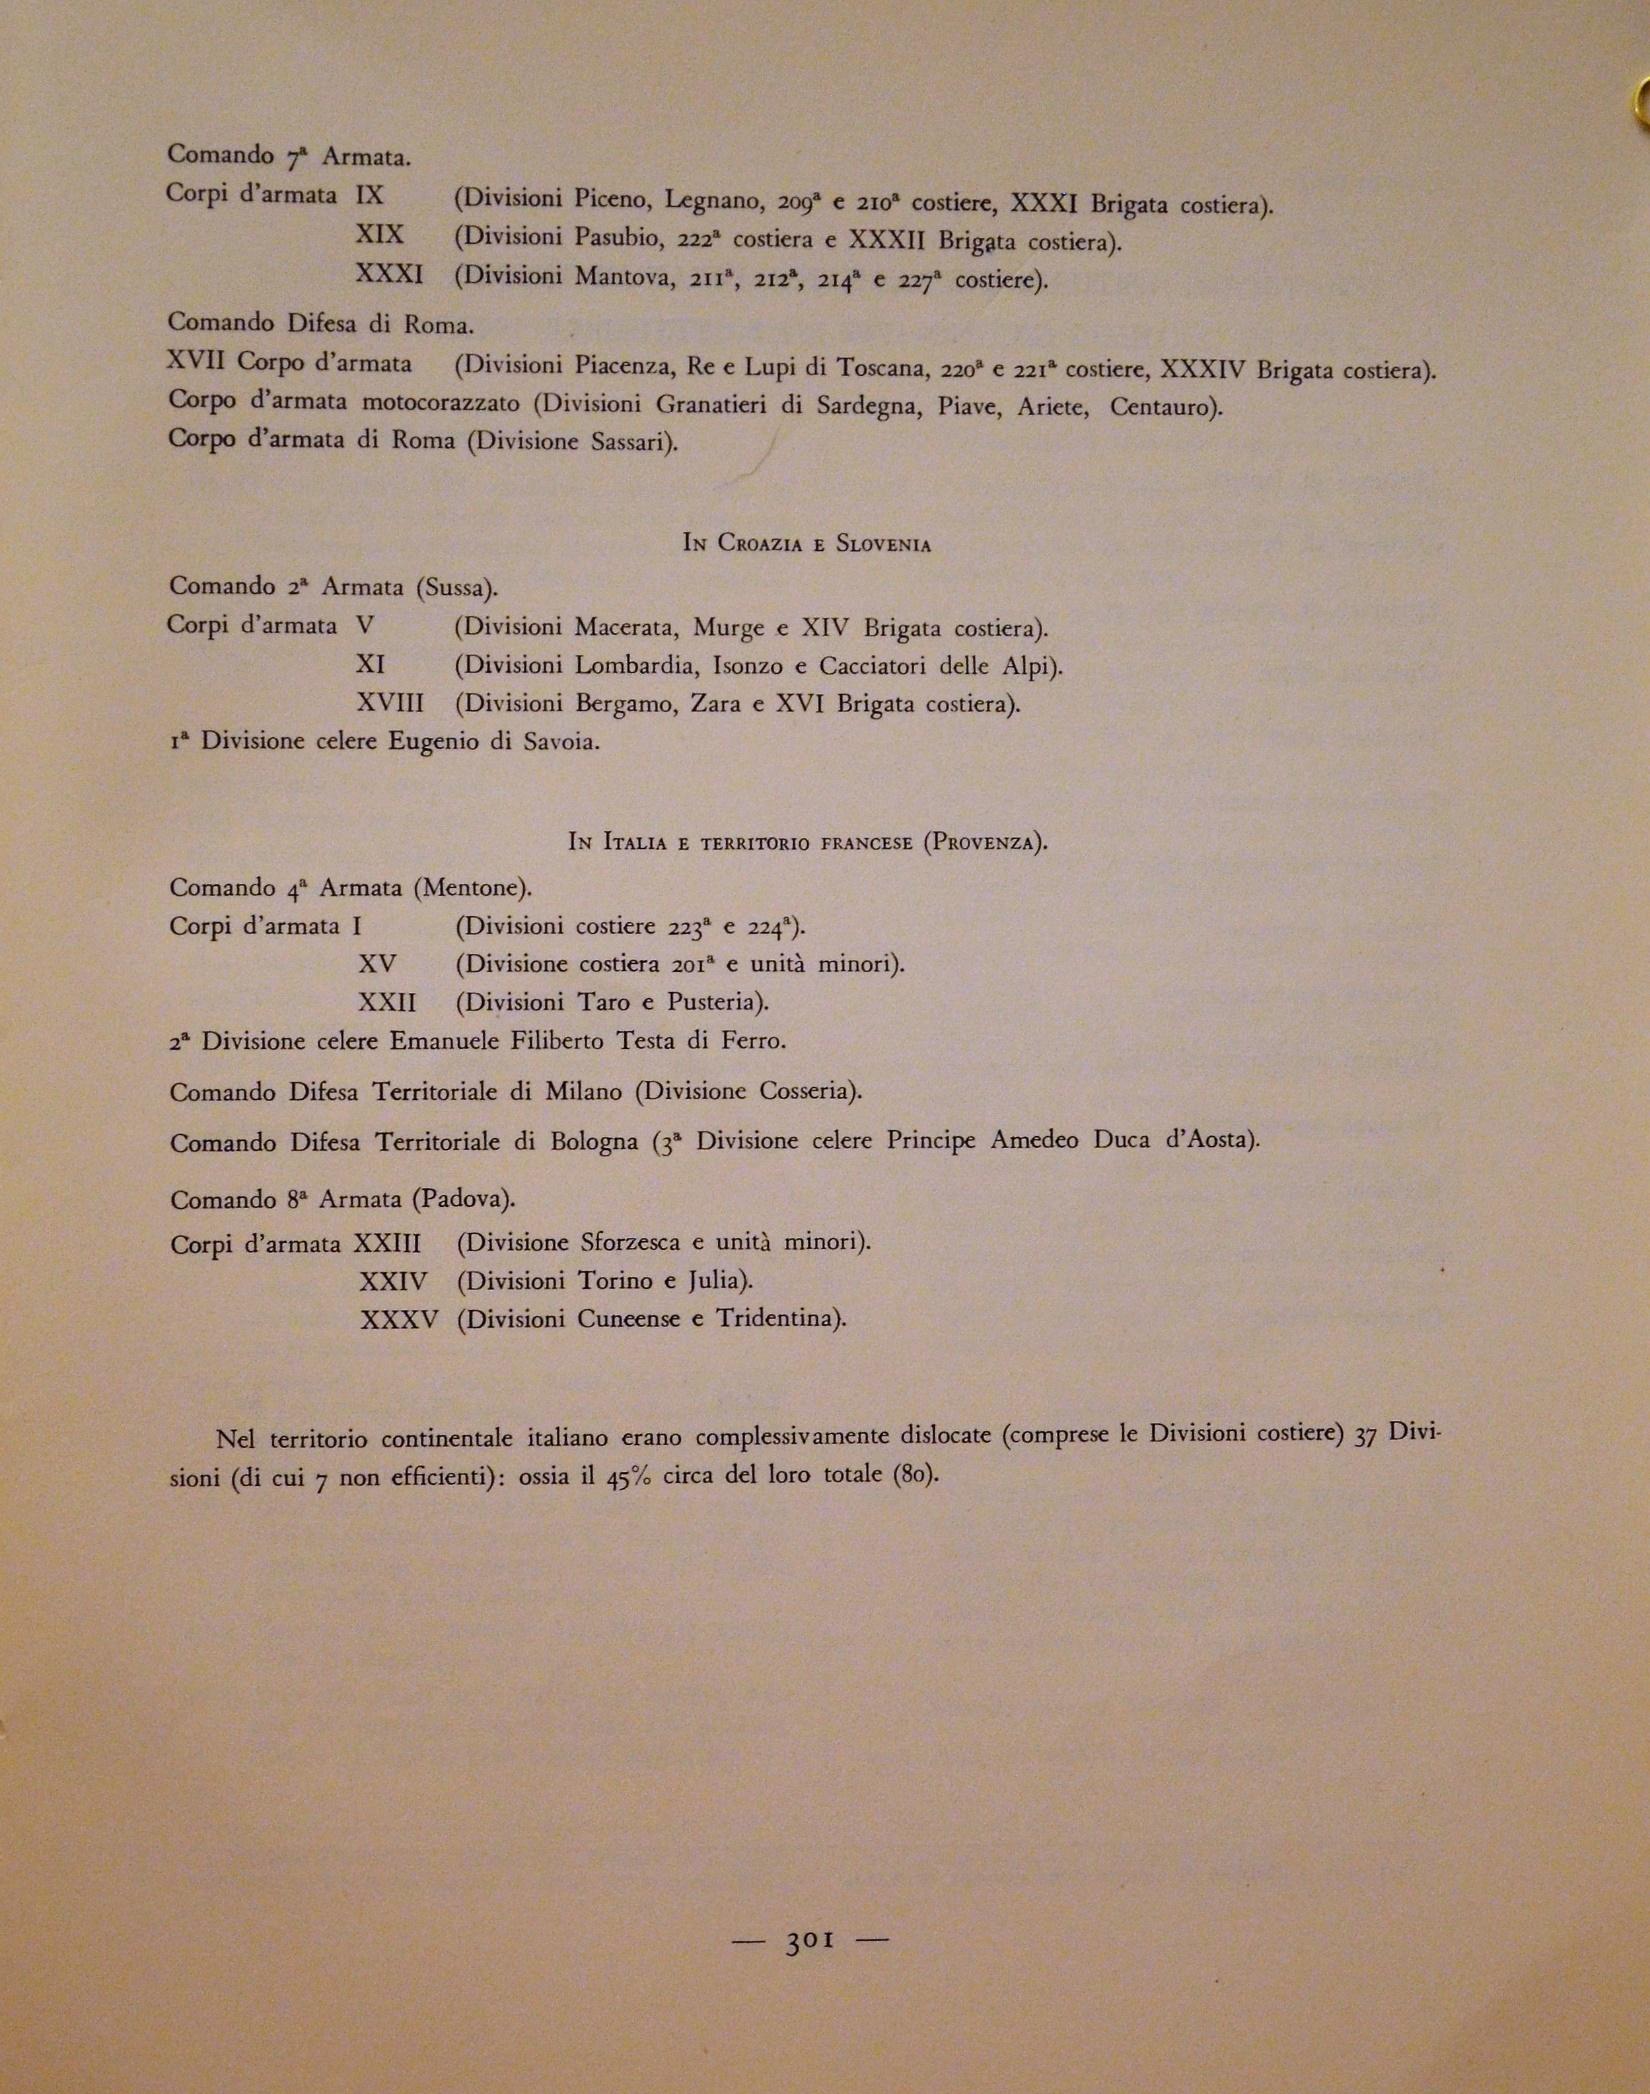 Comando 7ª Armata.
Corpi d'armata IX (Divisioni Piceno, Legnano, 209ª e 210ª costiere, XXXI Brigata costiera).
XIX (Divisioni Pasubio, 222ª costiera e XXXII Brigata costiera).
XXXI (Divisioni Mantova, 211ª, 212ª, 214ª e 227ª costiere).
Comando Difesa di Roma.
XVII Corpo d'armata (Divisioni Piacenza, Re e Lupi di Toscana, 220ª e 221ª costiere, XXXIV Brigata costiera).
Corpo d'armata motocorazzato (Divisioni Granatieri di Sardegna, Piave, Ariete, Centauro).
Corpo d'armata di Roma (Divisione Sassari).
In Croazia e Slovenia
Comando 2ª Armata (Sussa).
Corpi d'armata V (Divisioni Macerata, Murge e XIV Brigata costiera).
XI (Divisioni Lombardia, Isonzo e Cacciatori delle Alpi).
XVIII (Divisioni Bergamo, Zara e XVI Brigata costiera).
1ª Divisione celere Eugenio di Savoia.
In Italia e territorio francese (Provenza).
Comando 4ª Armata (Mentone).
Corpi d'armata I (Divisioni costiere 223ª e 224ª).
XV (Divisione costiera 201ª e unità minori).
XXII (Divisioni Taro e Pusteria).
2ª Divisione celere Emanuele Filiberto Testa di Ferro.
Comando Difesa Territoriale di Milano (Divisione Cosseria).
Comando Difesa Territoriale di Bologna (3ª Divisione celere Principe Amedeo Duca d'Aosta).
Comando 8ª Armata (Padova).
Corpi d'armata XXIII (Divisione Sforzesca e unità minori).
XXIV (Divisioni Torino e Julia).
XXXV (Divisioni Cuneense e Tridentina).
Nel territorio continentale italiano erano complessivamente dislocate (comprese le Divisioni costiere) 37 Divi-
sioni (di cui 7 non efficienti): ossia il 45% circa del loro totale (80).
— 301 —